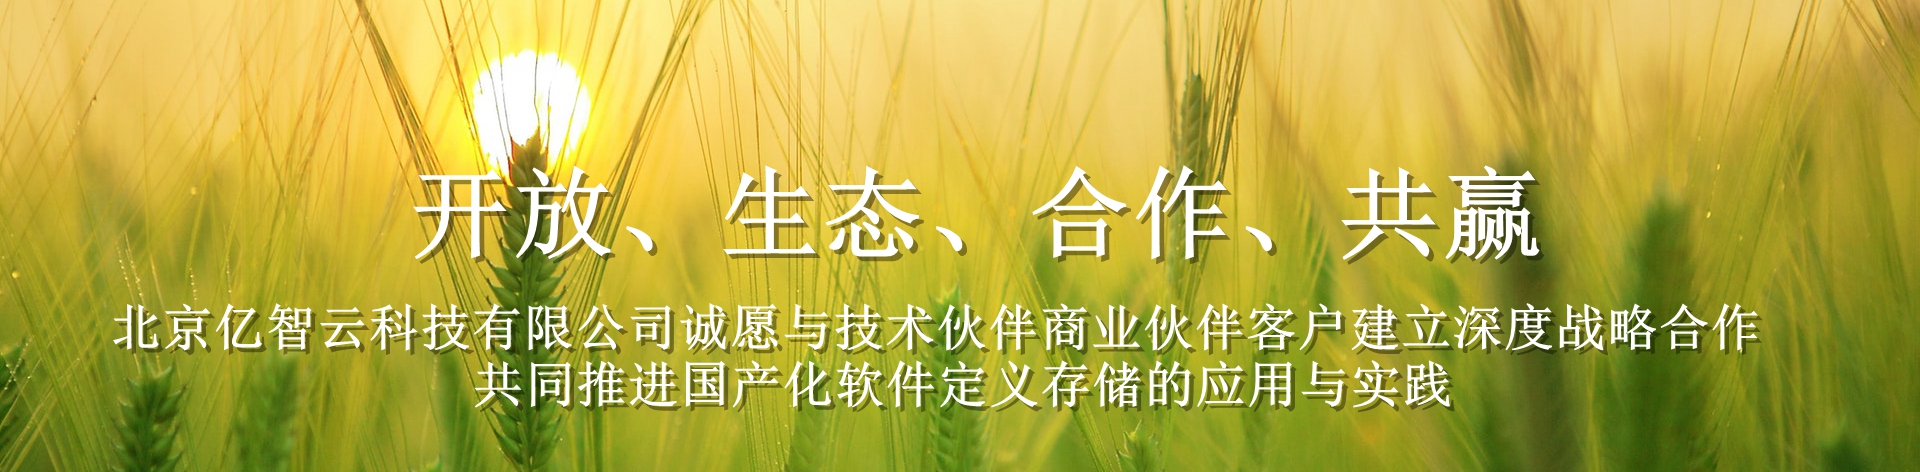 开放、生态、合作、共赢
北京亿智云科技有限公司诚愿与技术伙伴商业伙伴客户建立深度战略合作
共同推进国产化软件定义存储的应用与实践